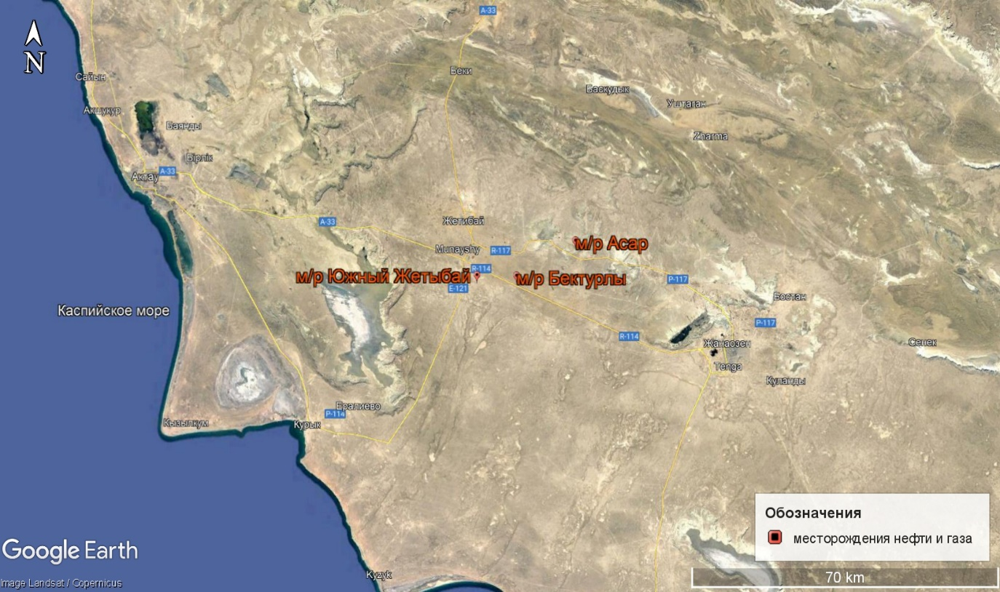 A-33
N
Беки
Сайын
Баскудык
Уштаган
Акшукур
Баянды
Zharma
Бірлік
A-33
Актау
A-33
Жетибай
м/р Асар
Munayshy
R-117
R-114
м/р Южный Жетыбай
м/р Бектурлы
P-117
E-121
Бостан
Каспийское море
P-117
R-114
Жанаозен
Сенек
Tenga
Куланды
Ералиево
P-114
Кызылкум
Курык
Обозначения
месторождения нефти и газа
Google Earth
Kyzyk
70 km
Image Landsat / Copernicus